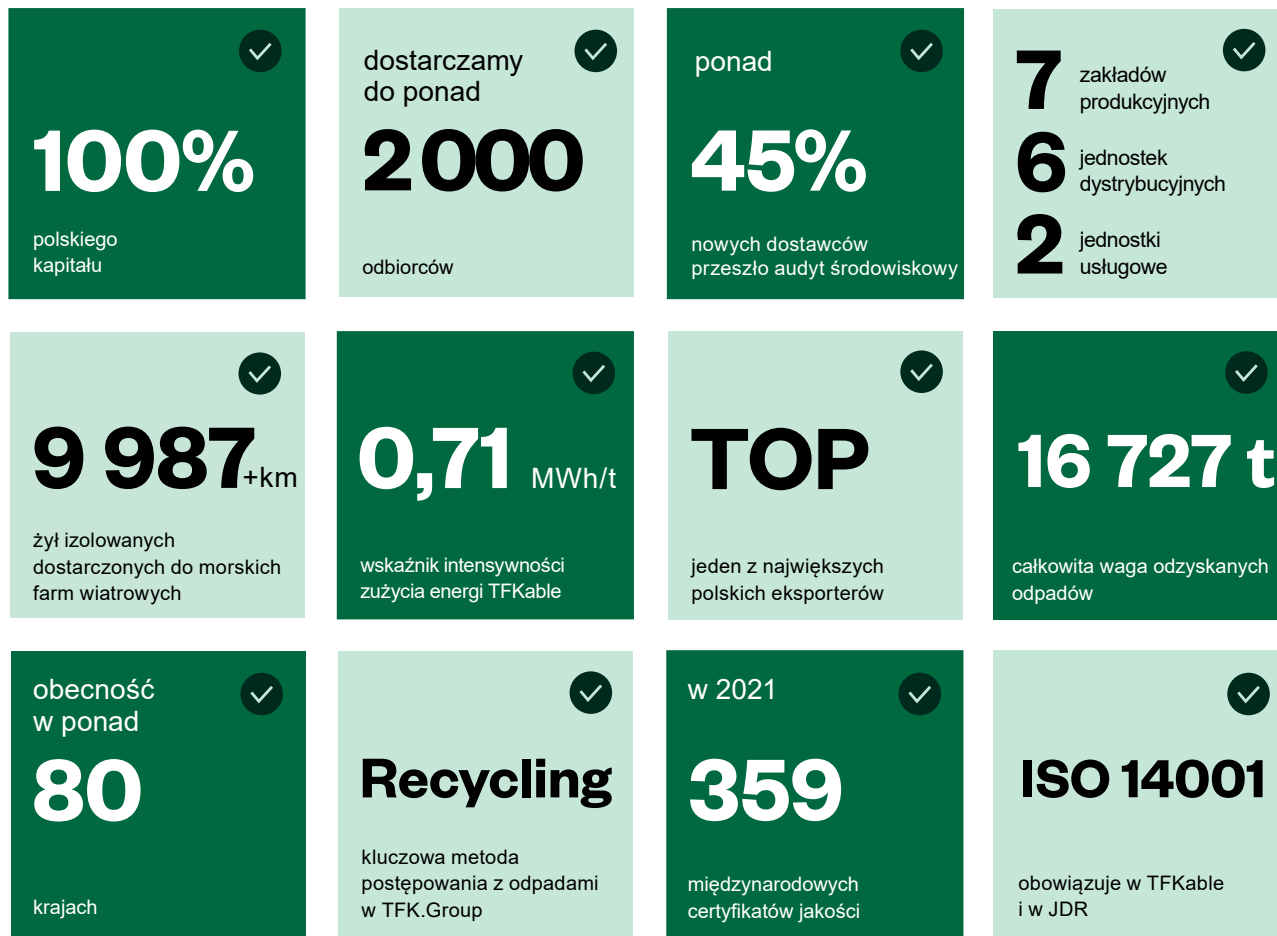 100%
polskiego
kapitału
dostarczamy
do ponad
2 000
odbiorców
ponad
45%
nowych dostawców
przeszło audyt środowiskowy
7 zakładów
produkcyjnych
6 jednostek
dystrybucyjnych
2 jednostki
usługowe
9 987+km
żył izolowanych
dostarczonych do morskich
farm wiatrowych
0,71 MWh/t
wskaźnik intensywności
zużycia energi TFKable
TOP
jeden z największych
polskich eksporterów
16 727 t
całkowita waga odzyskanych
odpadów
obecność
w ponad
80
krajach
Recycling
kluczowa metoda
postępowania z odpadami
w TFK.Group
w 2021
359
międzynarodowych
certyfikatów jakości
ISO 14001
obowiązuje w TFKable
i w JDR